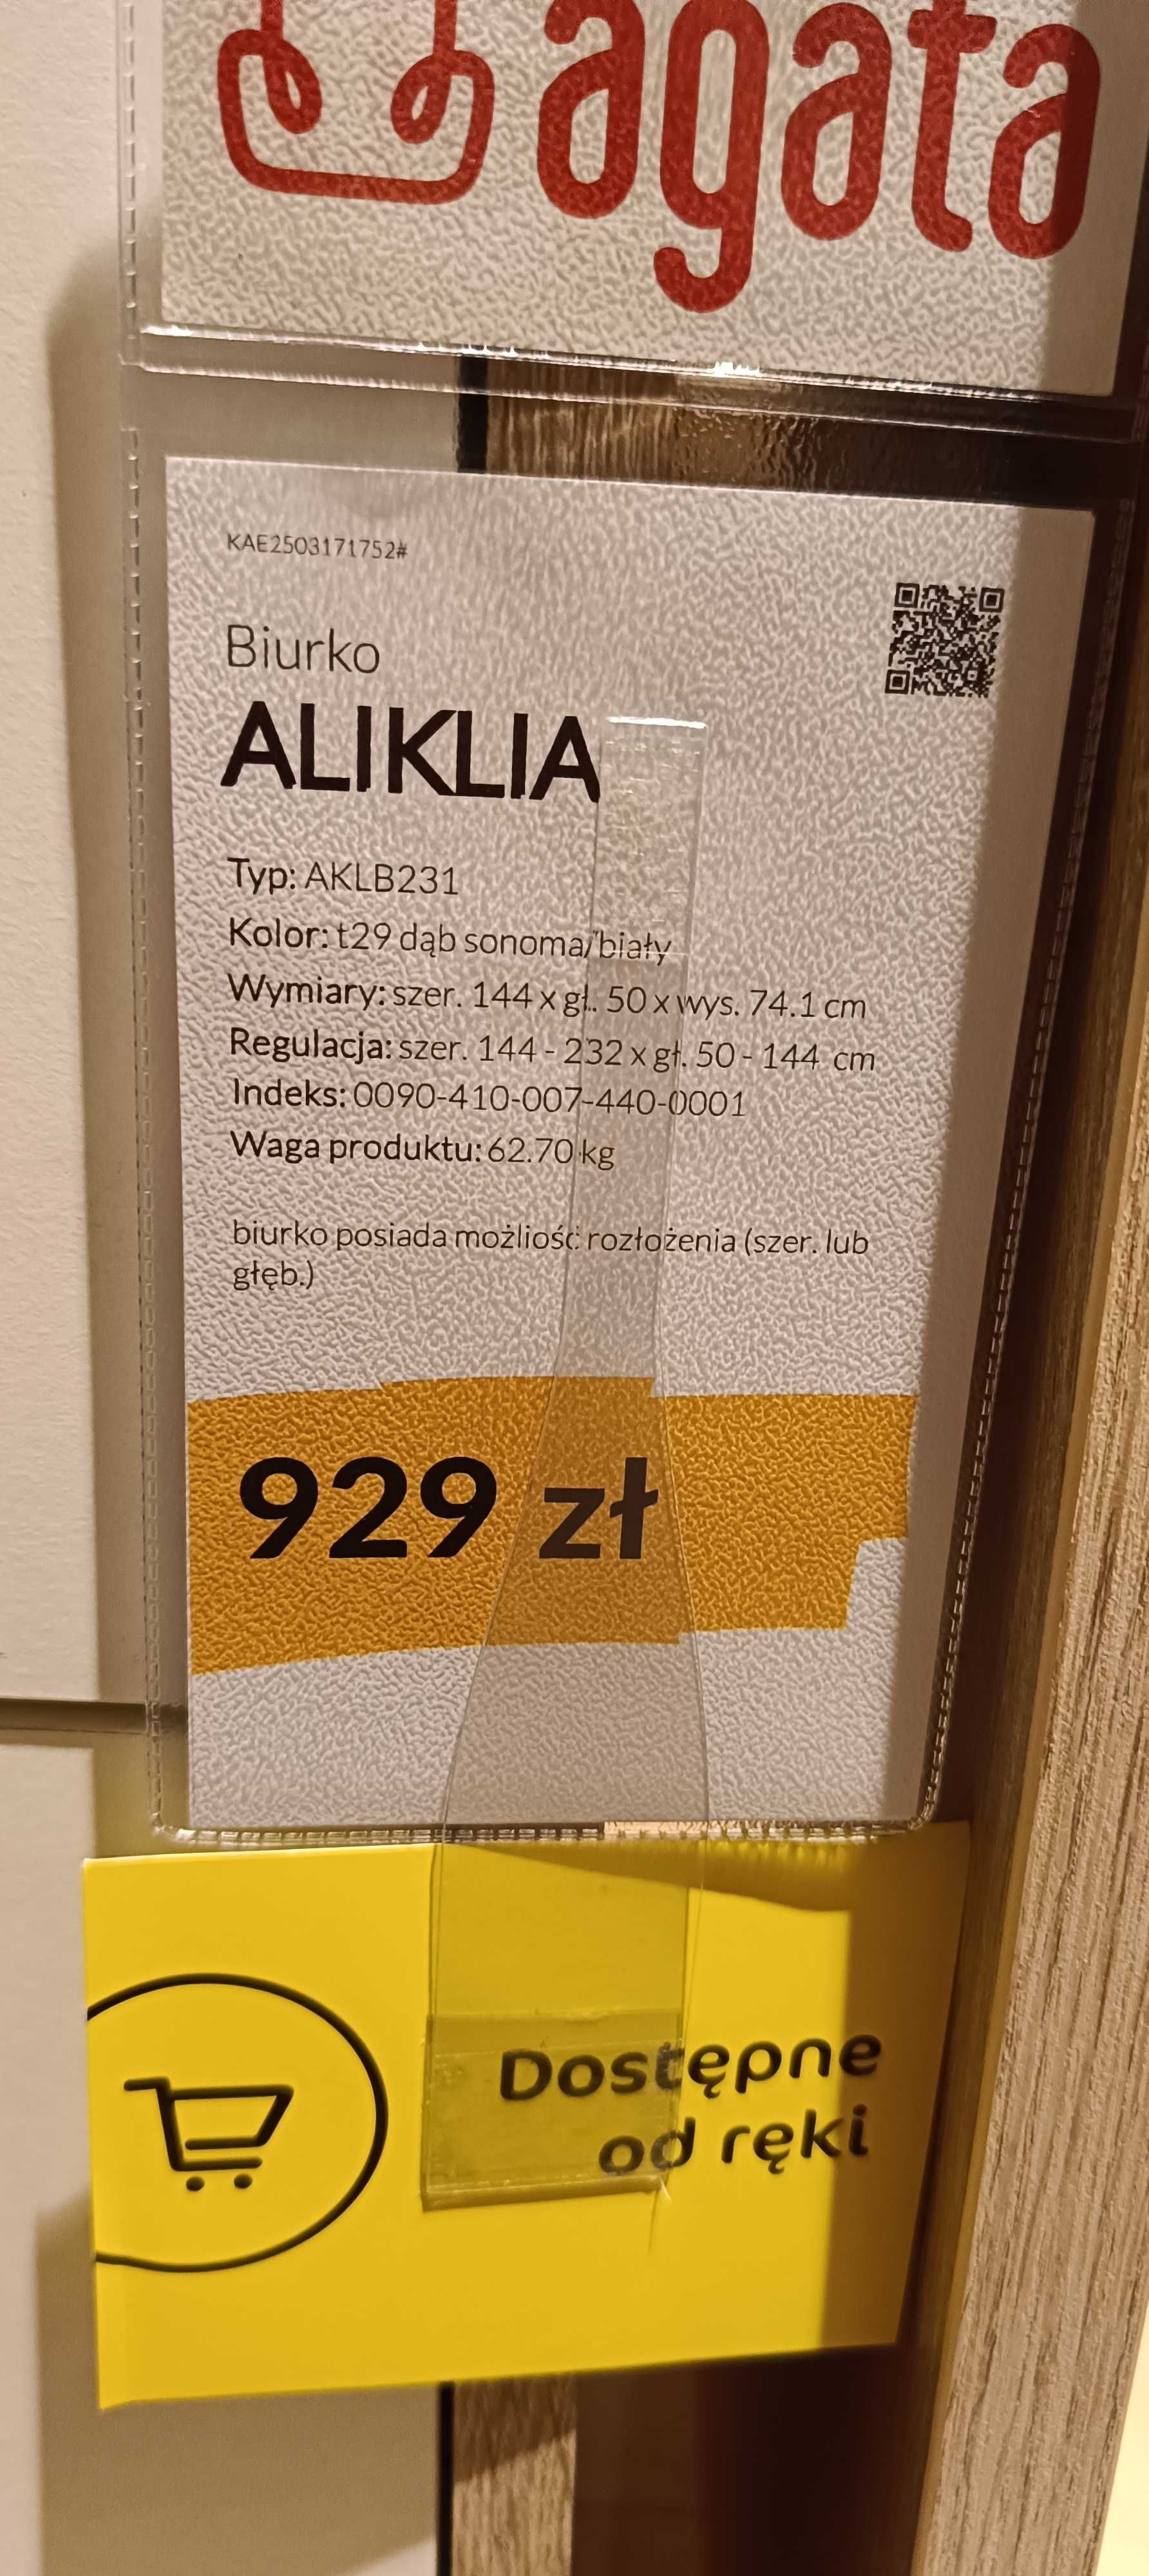 agata
KAE2503171752#
Biurko
ALIKLIA
Typ: AKLB231
Kolor: t29 dąb sonoma/biały
Wymiary: szer. 144 x gł. 50 x wys. 74.1 cm
Regulacja: szer. 144 - 232 x gł. 50 - 144 cm
Indeks: 0090-410-007-440-0001
Waga produktu: 62.70 kg
biurko posiada możliość rozłożenia (szer. lub
głęb.)
929 zł
Dostępne
od ręki